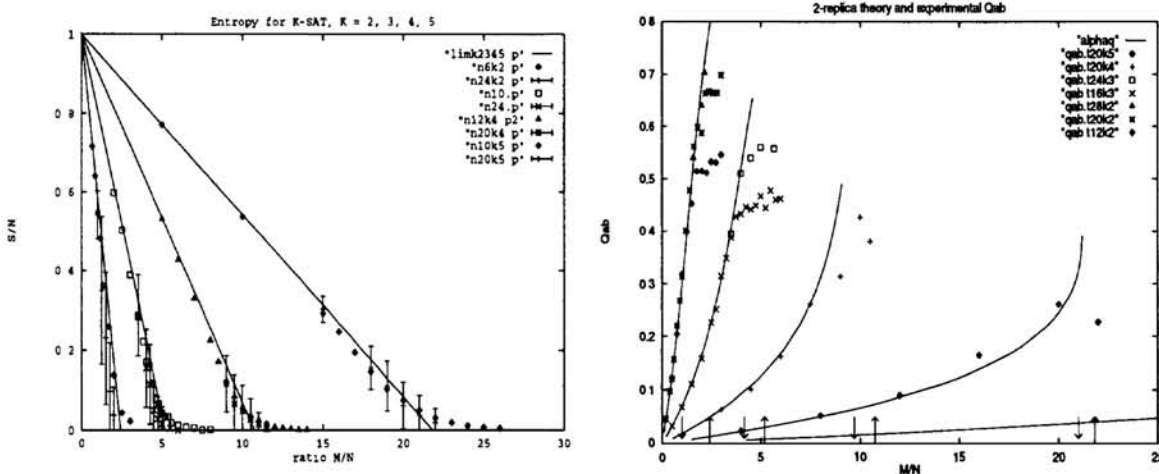 Entropy for K-SAT, K = 2, 3, 4, 5
"limk2345 p"
"n6k2 p"
"n24k2 p"
"n10.p"
"n24.p"
"n12k4 p2"
"n20k4 p"
"n10k5 p"
"n20k5 p"
1
0 8
0 6
0 4
0 2
0
S/N
0 5 10 15 20 25 30
ratio M/N
2-replica theory and experimental Qab
"alphaq"
"qab.t20k5"
"qab t20k4"
"qab.t24k3"
"qab t16k3"
"qab.t28k2"
"qab.t20k2"
"qab t12k2"
0 8
0 7
0 6
0 5
0 4
0 3
0 2
0 1
0
Qab
0 5 10 15 20 25
M/N